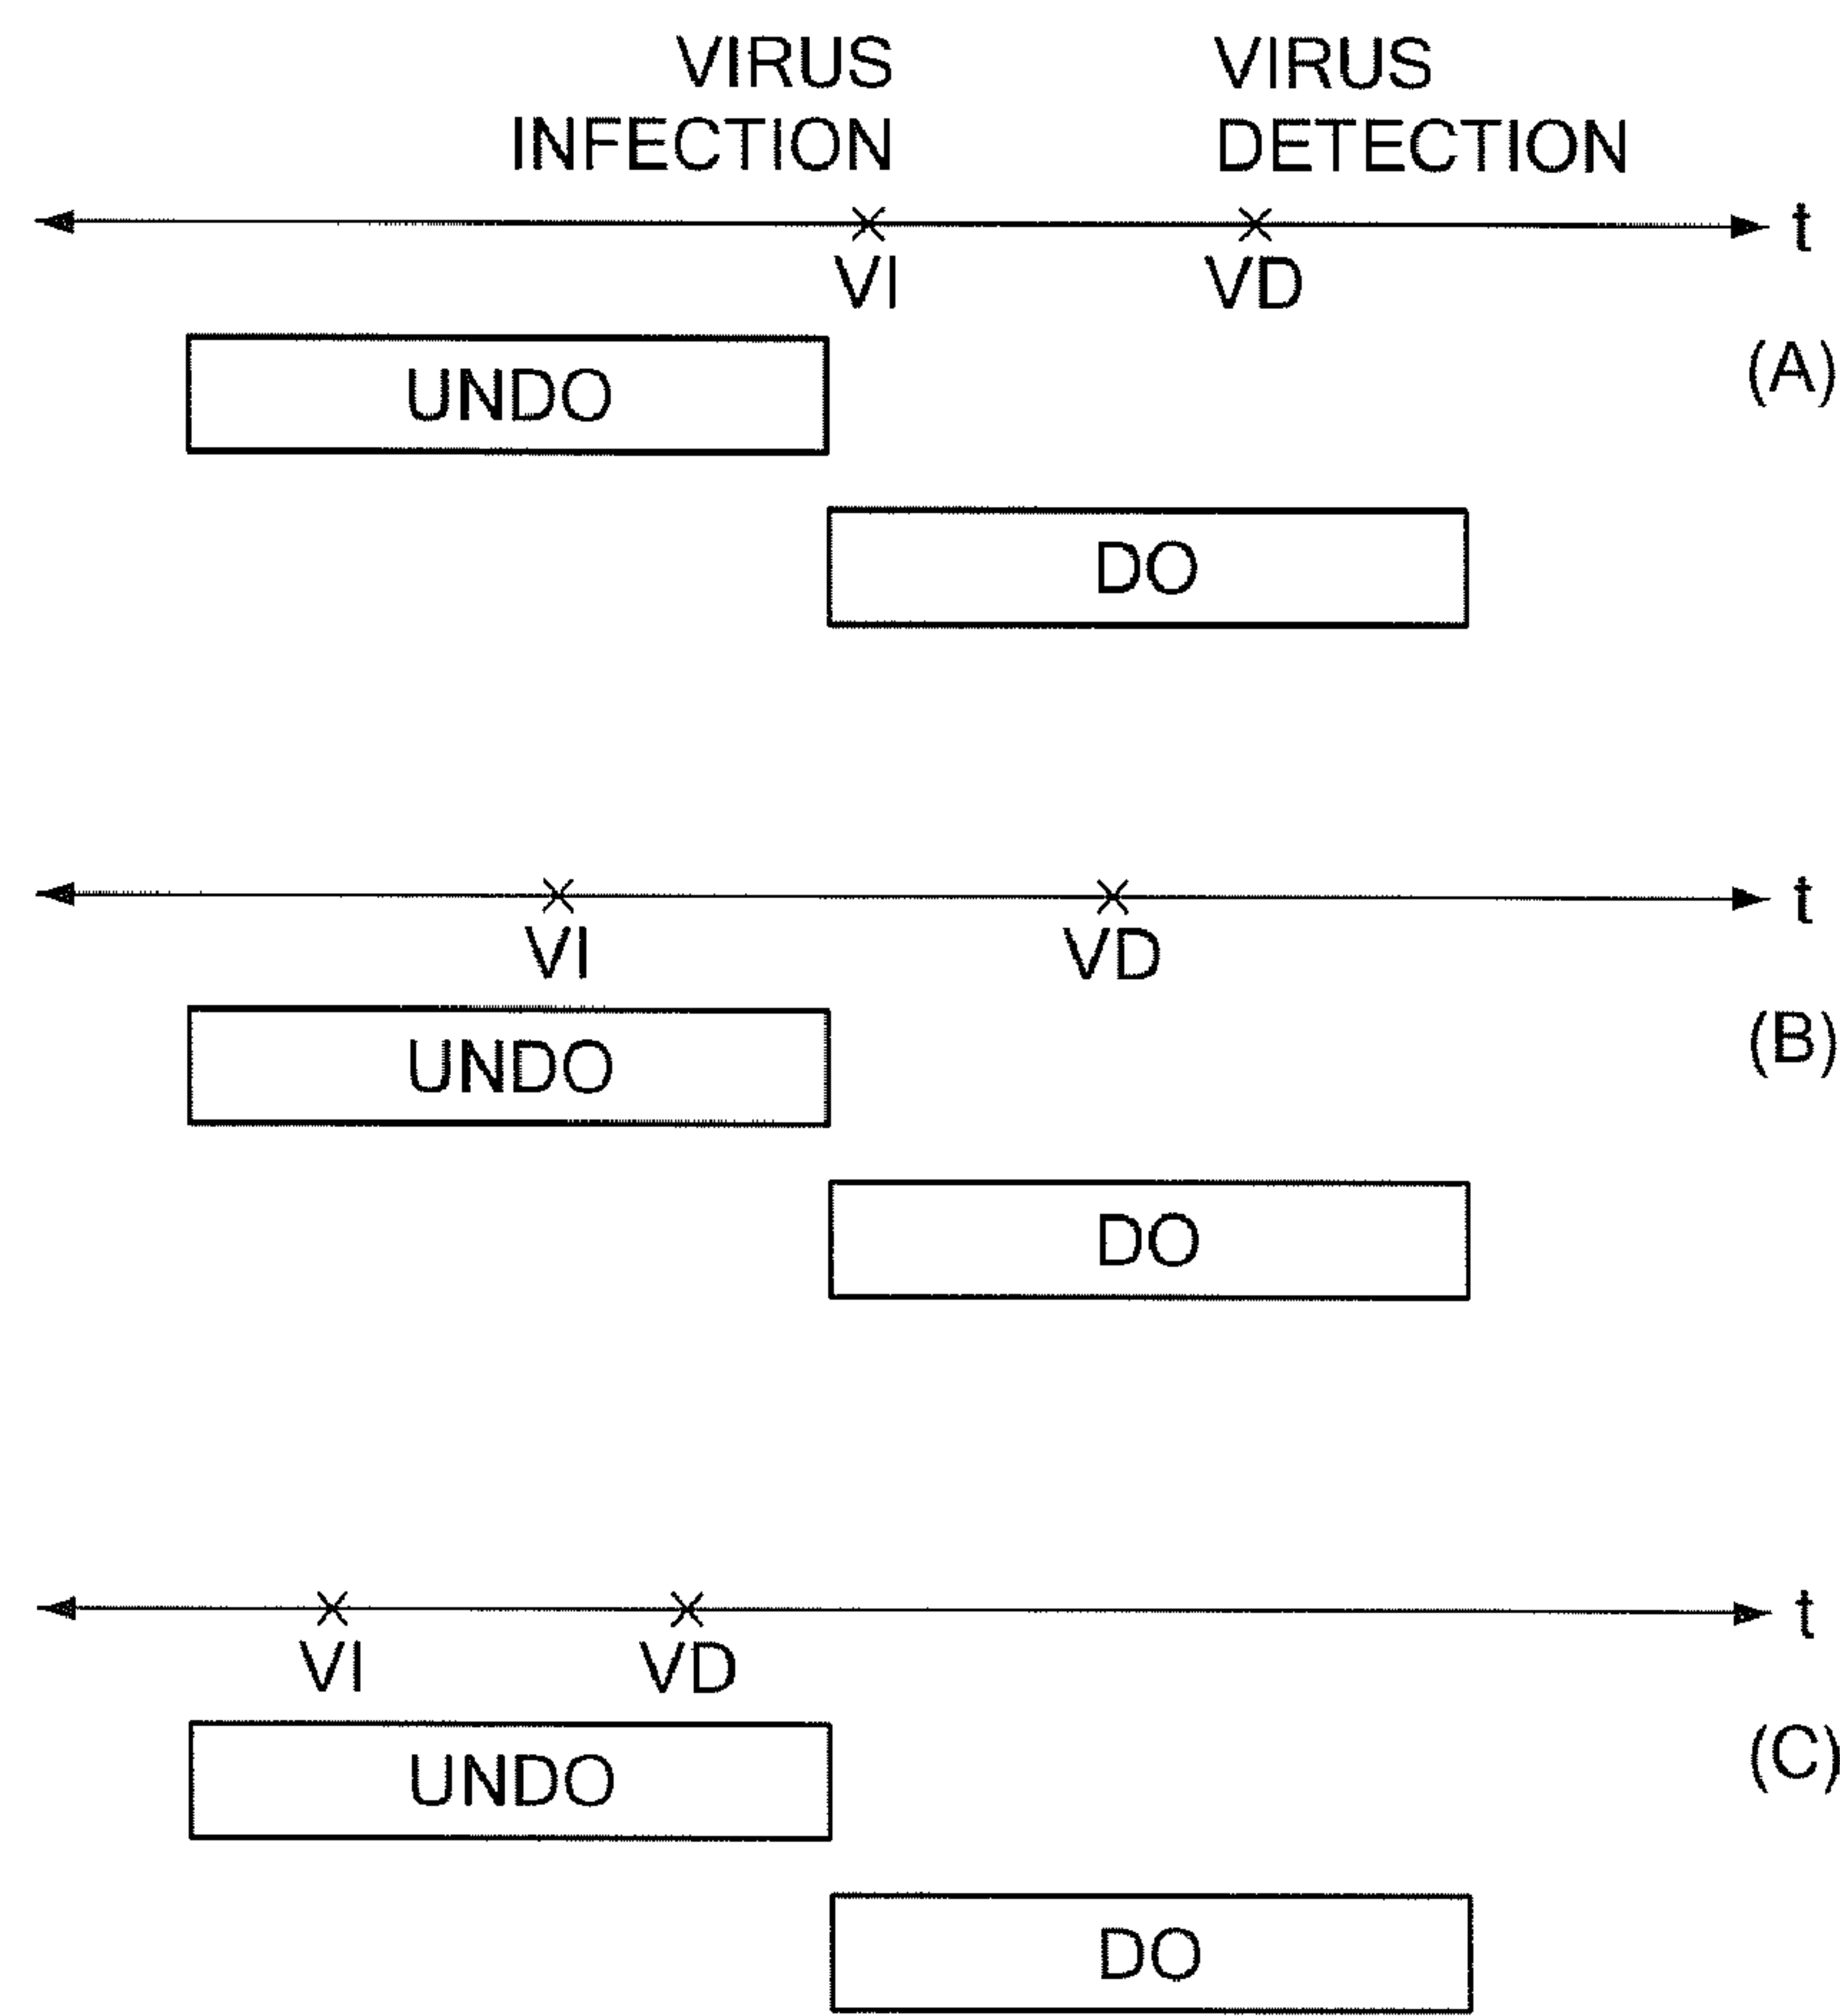 VIRUS
INFECTION
VIRUS
DETECTION
t
VI
VD
(A)
UNDO
DO
t
VI
VD
(B)
UNDO
DO
t
VI
VD
(C)
UNDO
DO